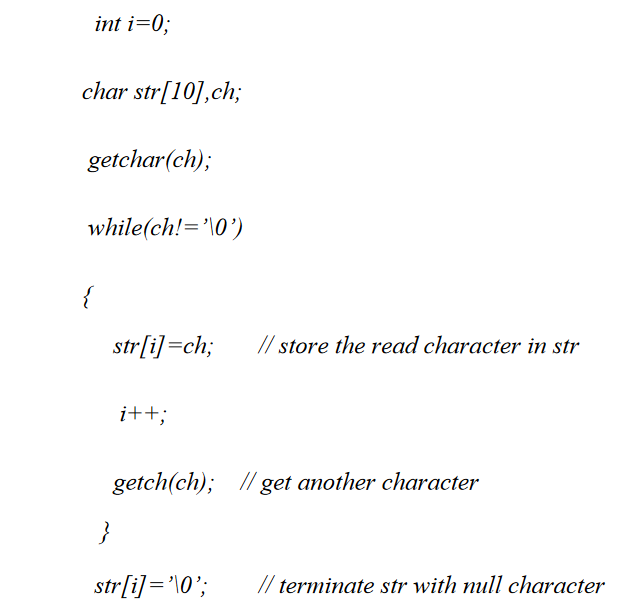 int i=0;
char str[10],ch;
getchar(ch);
while(ch!=’\0’)
{
str[i]=ch; // store the read character in str
i++;
getch(ch); // get another character
}
str[i]=’\0’; // terminate str with null character